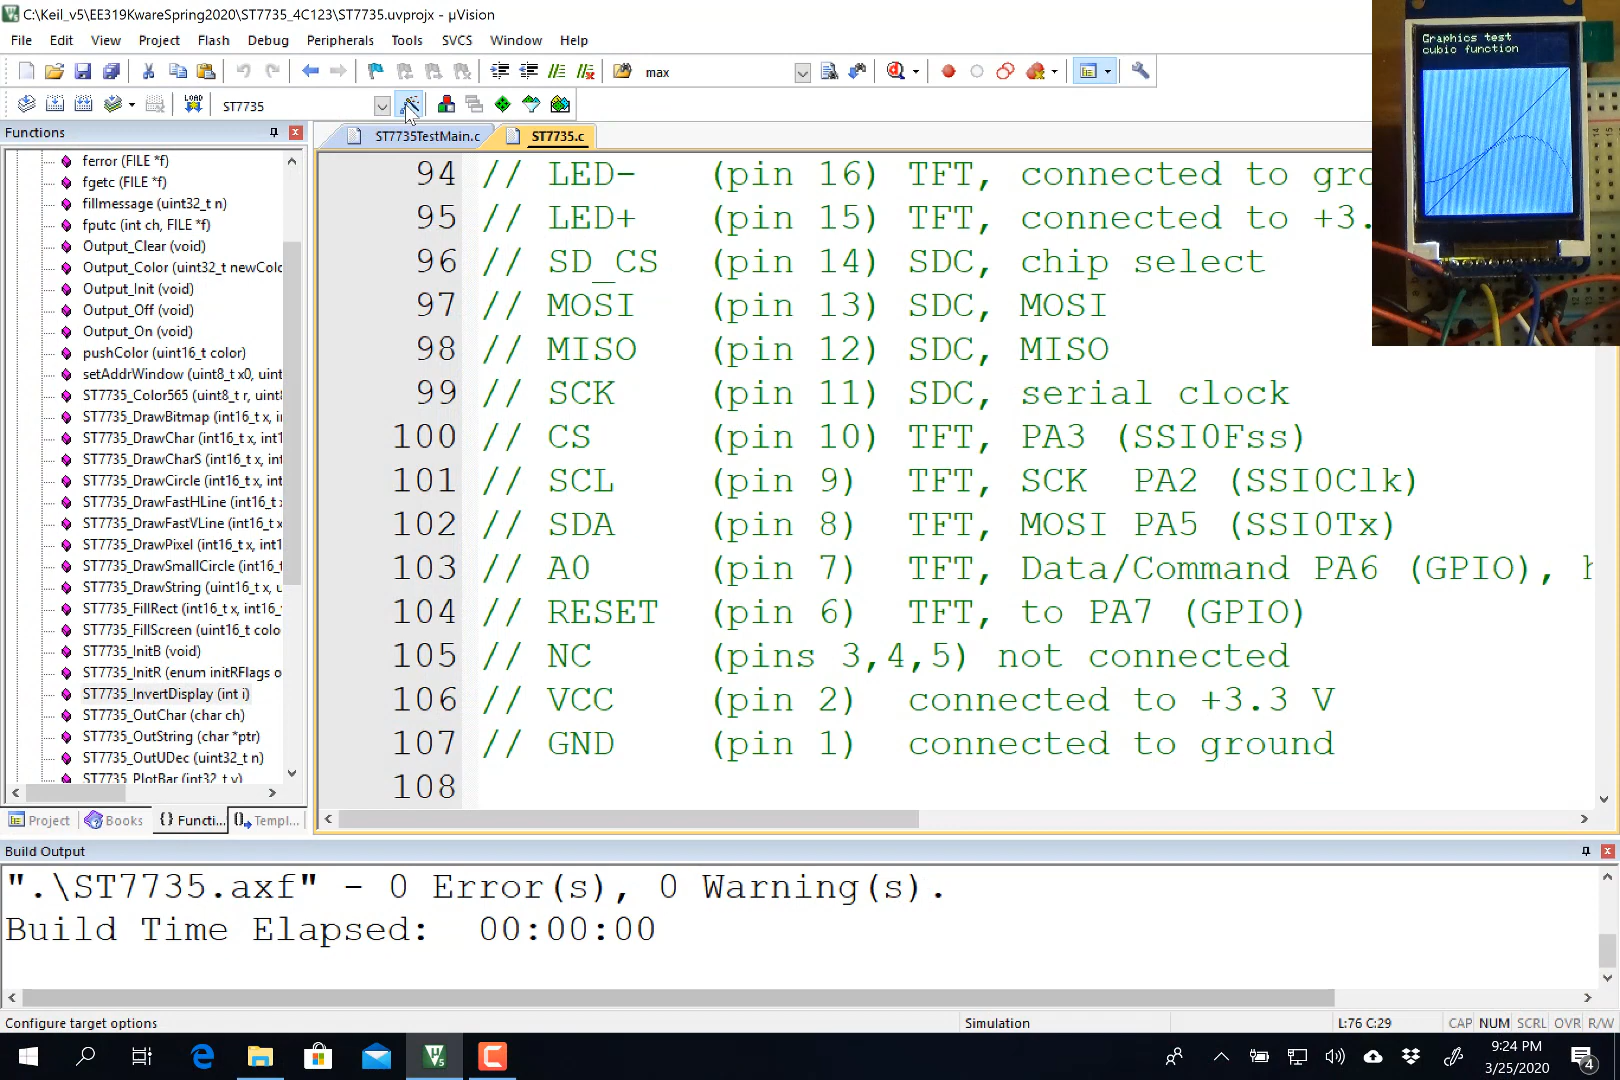 C:\Keil_v5\EE319KwareSpring2020\ST7735_4C123\ST7735.uvprojx - µVision
File Edit View Project Flash Debug Peripherals Tools SVCS Window Help
max
LOAD ST7735
Functions
ST7735TestMain.c ST7735.c
ferror (FILE *f)
fgetc (FILE *f)
fillmessage (uint32_t n)
fputc (int ch, FILE *f)
Output_Clear (void)
Output_Color (uint32_t newColo
Output_Init (void)
Output_Off (void)
Output_On (void)
pushColor (uint16_t color)
setAddrWindow (uint8_t x0, uint
ST7735_Color565 (uint8_t r, uint8
ST7735_DrawBitmap (int16_t x, i
ST7735_DrawChar (int16_t x, int1
ST7735_DrawCharS (int16_t x, int
ST7735_DrawCircle (int16_t x, int
ST7735_DrawFastHLine (int16_t x
ST7735_DrawFastVLine (int16_t x,
ST7735_DrawPixel (int16_t x, int1
ST7735_DrawSmallCircle (int16_t
ST7735_DrawString (uint16_t x, u
ST7735_FillRect (int16_t x, int16_
ST7735_FillScreen (uint16_t colo
ST7735_InitB (void)
ST7735_InitR (enum initRFlags o
ST7735_InvertDisplay (int i)
ST7735_OutChar (char ch)
ST7735_OutString (char *ptr)
ST7735_OutUDec (uint32_t n)
ST7735_PlotBar (int32_t y)
Project Books {} Functi... Templ...
94 // LED- (pin 16) TFT, connected to gro
95 // LED+ (pin 15) TFT, connected to +3.
96 // SD_CS (pin 14) SDC, chip select
97 // MOSI (pin 13) SDC, MOSI
98 // MISO (pin 12) SDC, MISO
99 // SCK (pin 11) SDC, serial clock
100 // CS (pin 10) TFT, PA3 (SSI0Fss)
101 // SCL (pin 9) TFT, SCK PA2 (SSI0Clk)
102 // SDA (pin 8) TFT, MOSI PA5 (SSI0Tx)
103 // A0 (pin 7) TFT, Data/Command PA6 (GPIO), h
104 // RESET (pin 6) TFT, to PA7 (GPIO)
105 // NC (pins 3,4,5) not connected
106 // VCC (pin 2) connected to +3.3 V
107 // GND (pin 1) connected to ground
108
Graphics test
cubic function
Build Output
".\ST7735.axf" - 0 Error(s), 0 Warning(s).
Build Time Elapsed: 00:00:00
Configure target options Simulation L:76 C:29 CAP NUM SCRL OVR R/W
9:24 PM
3/25/2020
4